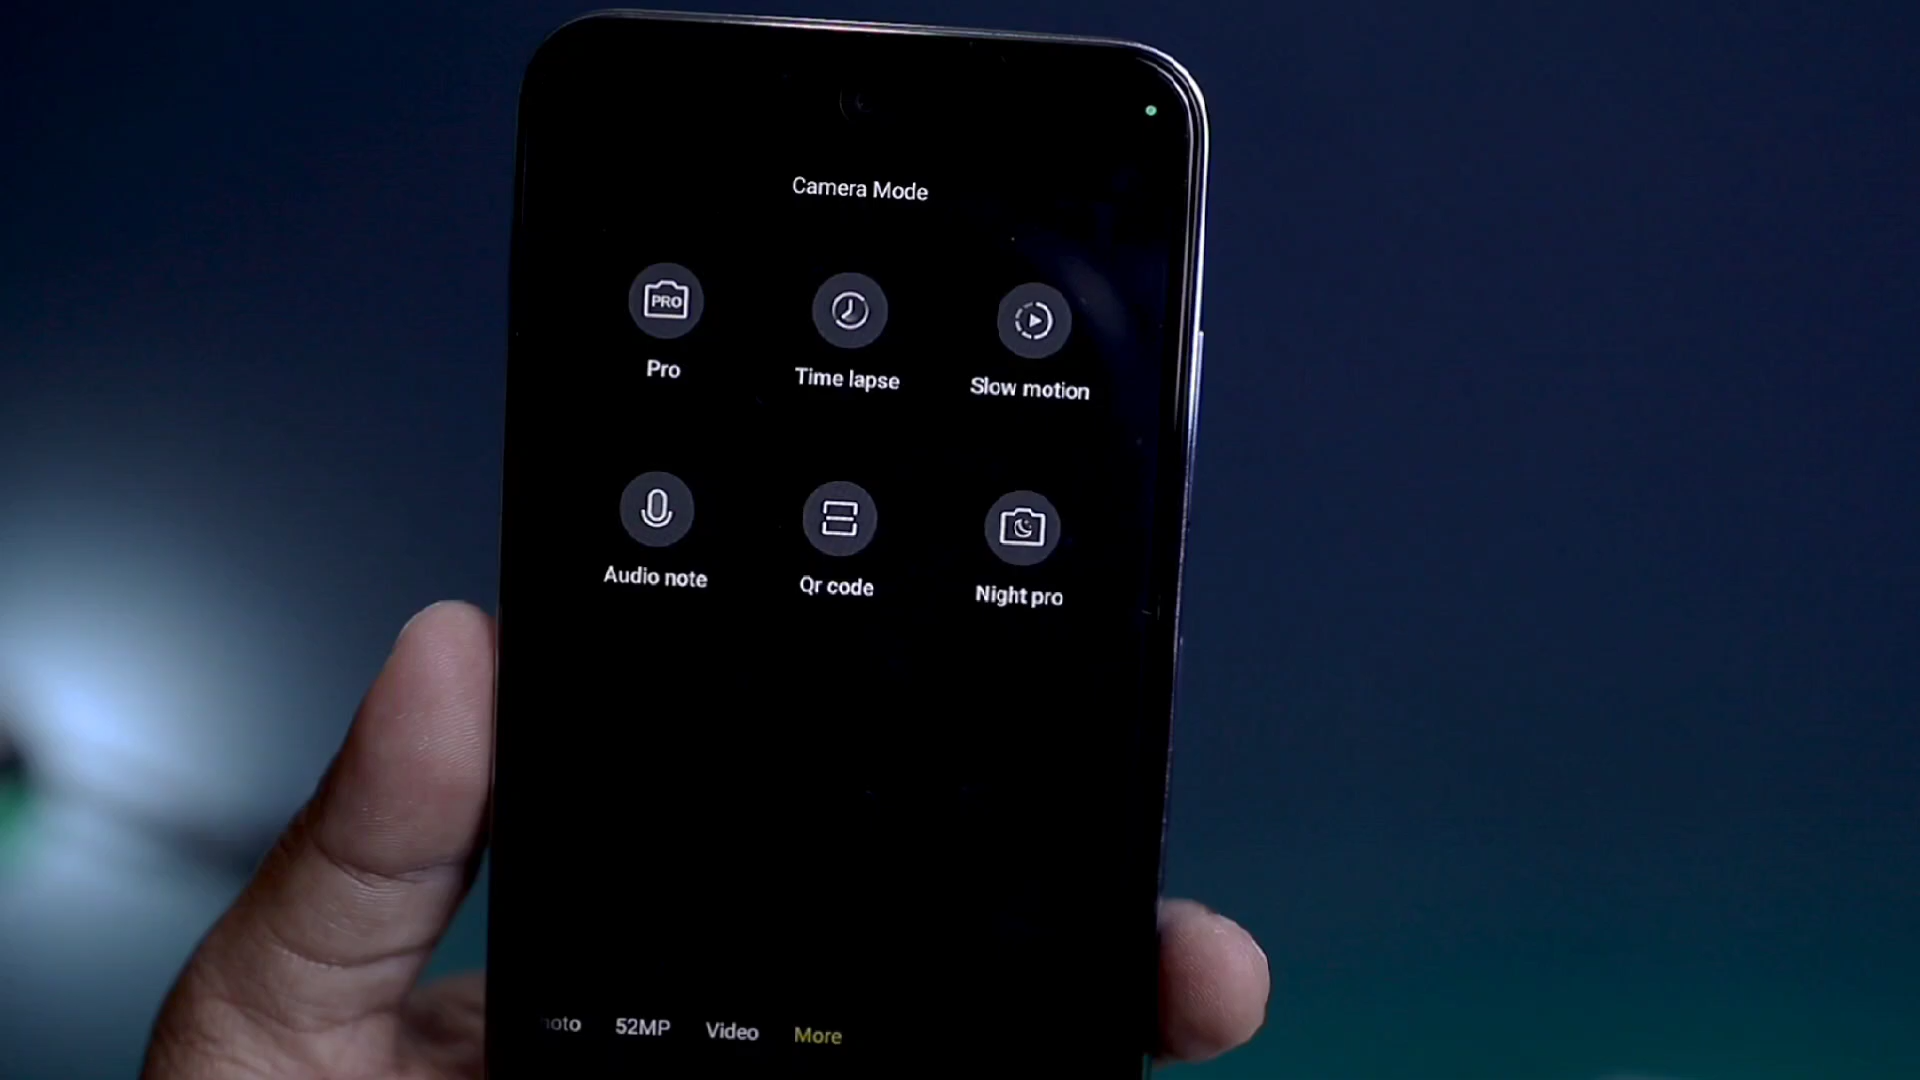 Camera Mode
PRO
Pro
Time lapse
Slow motion
Audio note
Qr code
Night pro
52MP
Video
More